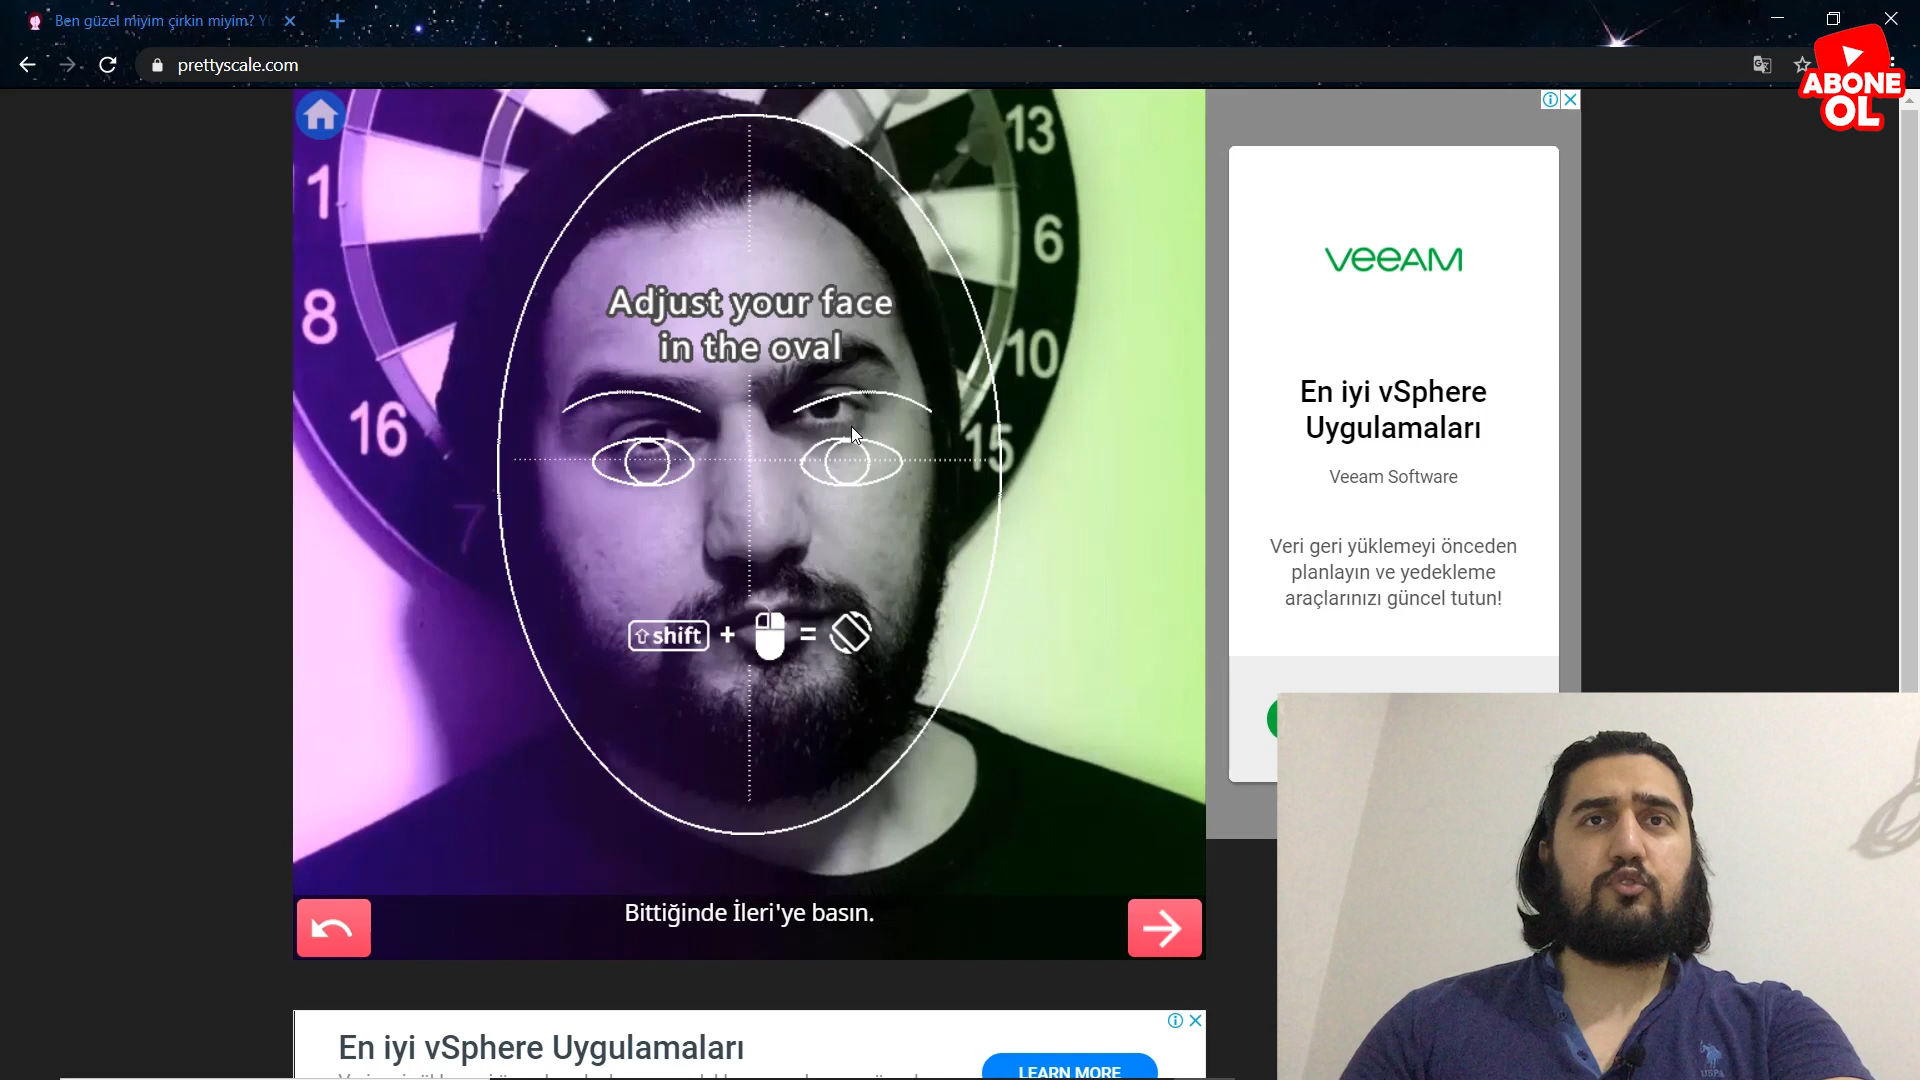 Ben güzel miyim çirkin miyim?
prettyscale.com
ABONE
OL
13
1
6
8
10
16
15
7
Adjust your face
in the oval
shift + =
Bittiğinde İleri'ye basın.
VEEAM
En iyi vSphere
Uygulamaları
Veeam Software
Veri geri yüklemeyi önceden
planlayın ve yedekleme
araçlarınızı güncel tutun!
En iyi vSphere Uygulamaları
LEARN MORE
USPA